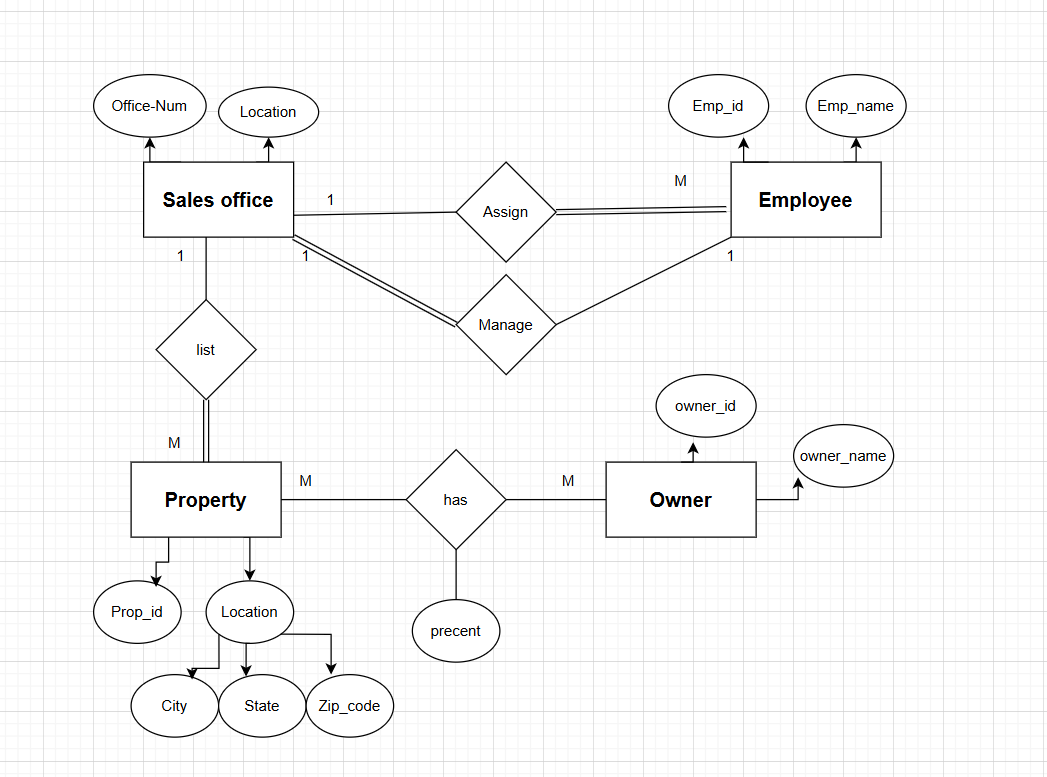 Office-Num
Location
Emp_id
Emp_name
Sales office
1
Assign
M
Employee
1
1
Manage
1
list
M
owner_id
owner_name
Property
M
has
M
Owner
Prop_id
Location
precent
City
State
Zip_code